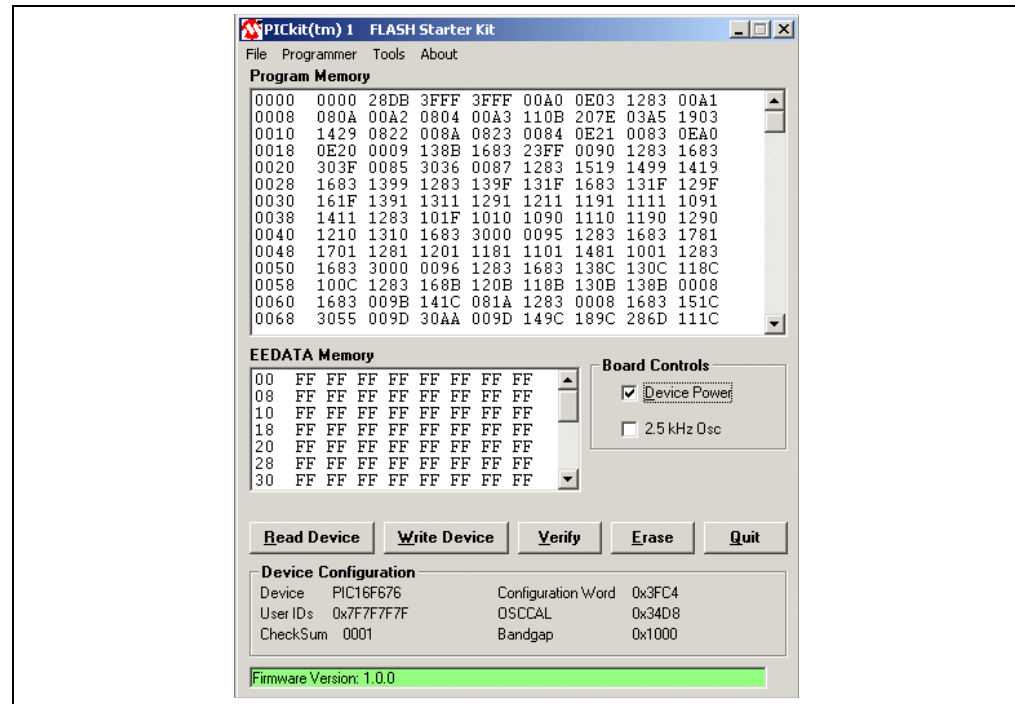 PICkit(tm) 1 FLASH Starter Kit
File Programmer Tools About
Program Memory
0000 0000 28DB 3FFF 3FFF 00A0 0E03 1283 00A1
0008 080A 00A2 0804 00A3 110B 207E 03A5 1903
0010 1429 0822 008A 0823 0084 0E21 0083 0EA0
0018 0E20 0009 138B 1683 23FF 0090 1283 1683
0020 303F 0085 3036 0087 1283 1519 1499 1419
0028 1683 1399 1283 139F 131F 1683 131F 129F
0030 161F 1391 1311 1291 1211 1191 1111 1091
0038 1411 1283 101F 1010 1090 1110 1190 1290
0040 1210 1310 1683 3000 0095 1283 1683 1781
0048 1701 1281 1201 1181 1101 1481 1001 1283
0050 1683 3000 0096 1283 1683 138C 130C 118C
0058 100C 1283 168B 120B 118B 130B 138B 0008
0060 1683 009B 141C 081A 1283 0008 1683 151C
0068 3055 009D 30AA 009D 149C 189C 286D 111C
EEDATA Memory
00 FF FF FF FF FF FF FF FF
08 FF FF FF FF FF FF FF FF
10 FF FF FF FF FF FF FF FF
18 FF FF FF FF FF FF FF FF
20 FF FF FF FF FF FF FF FF
28 FF FF FF FF FF FF FF FF
30 FF FF FF FF FF FF FF FF
Board Controls
Device Power
2.5 kHz Osc
Read Device Write Device Verify Erase Quit
Device Configuration
Device PIC16F676 Configuration Word 0x3FC4
User IDs 0x7F7F7F7F OSCCAL 0x34D8
CheckSum 0001 Bandgap 0x1000
Firmware Version: 1.0.0